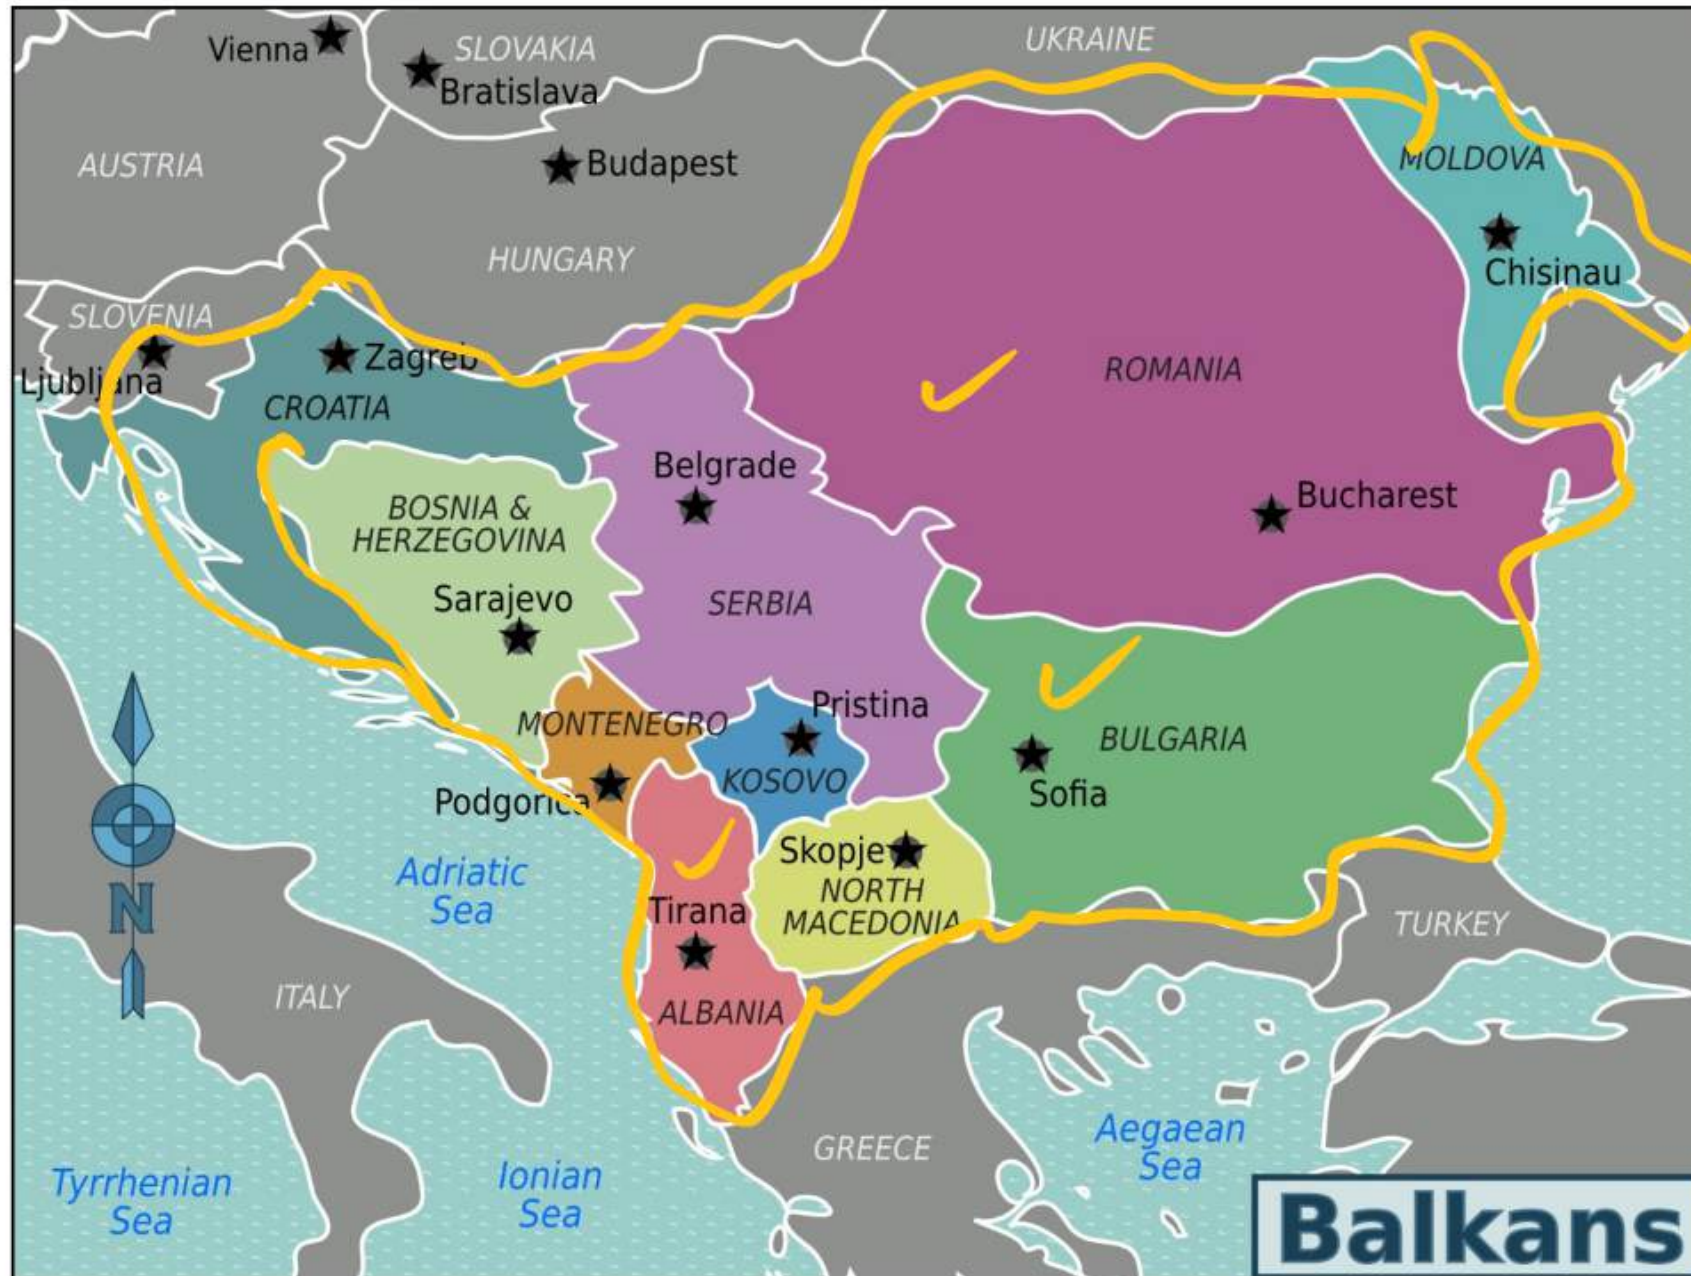 Vienna
SLOVAKIA
UKRAINE
Bratislava
AUSTRIA
Budapest
MOLDOVA
HUNGARY
Chisinau
SLOVENIA
Ljubljana
Zagreb
CROATIA
ROMANIA
Belgrade
Bucharest
BOSNIA &
HERZEGOVINA
Sarajevo
SERBIA
MONTENEGRO
Pristina
BULGARIA
KOSOVO
Podgorica
Sofia
Skopje
NORTH
MACEDONIA
Adriatic
Sea
Tirana
TURKEY
N
ITALY
ALBANIA
GREECE
Aegaean
Sea
Tyrrhenian
Sea
Ionian
Sea
Balkans